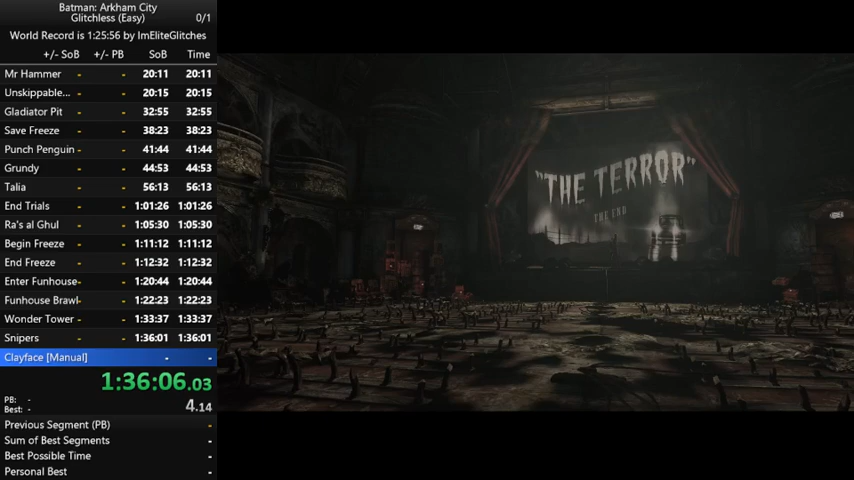 Batman: Arkham City
Glitchless (Easy) 0/1
World Record is 1:25:56 by ImEliteGlitches
+/- SoB +/- PB SoB Time
Mr Hammer - - 20:11 20:11
Unskippable... - - 20:15 20:15
Gladiator Pit - - 32:55 32:55
Save Freeze - - 38:23 38:23
Punch Penguin - - 41:44 41:44
Grundy - - 44:53 44:53
Talia - - 56:13 56:13
End Trials - - 1:01:26 1:01:26
Ra's al Ghul - - 1:05:30 1:05:30
Begin Freeze - - 1:11:12 1:11:12
End Freeze - - 1:12:32 1:12:32
Enter Funhouse - - 1:20:44 1:20:44
Funhouse Brawl - - 1:22:23 1:22:23
Wonder Tower - - 1:33:37 1:33:37
Snipers - - 1:36:01 1:36:01
Clayface [Manual] - -
1:36:06.03
PB: -
Best: - 4.14
Previous Segment (PB) -
Sum of Best Segments -
Best Possible Time -
Personal Best -
"THE TERROR"
THE END